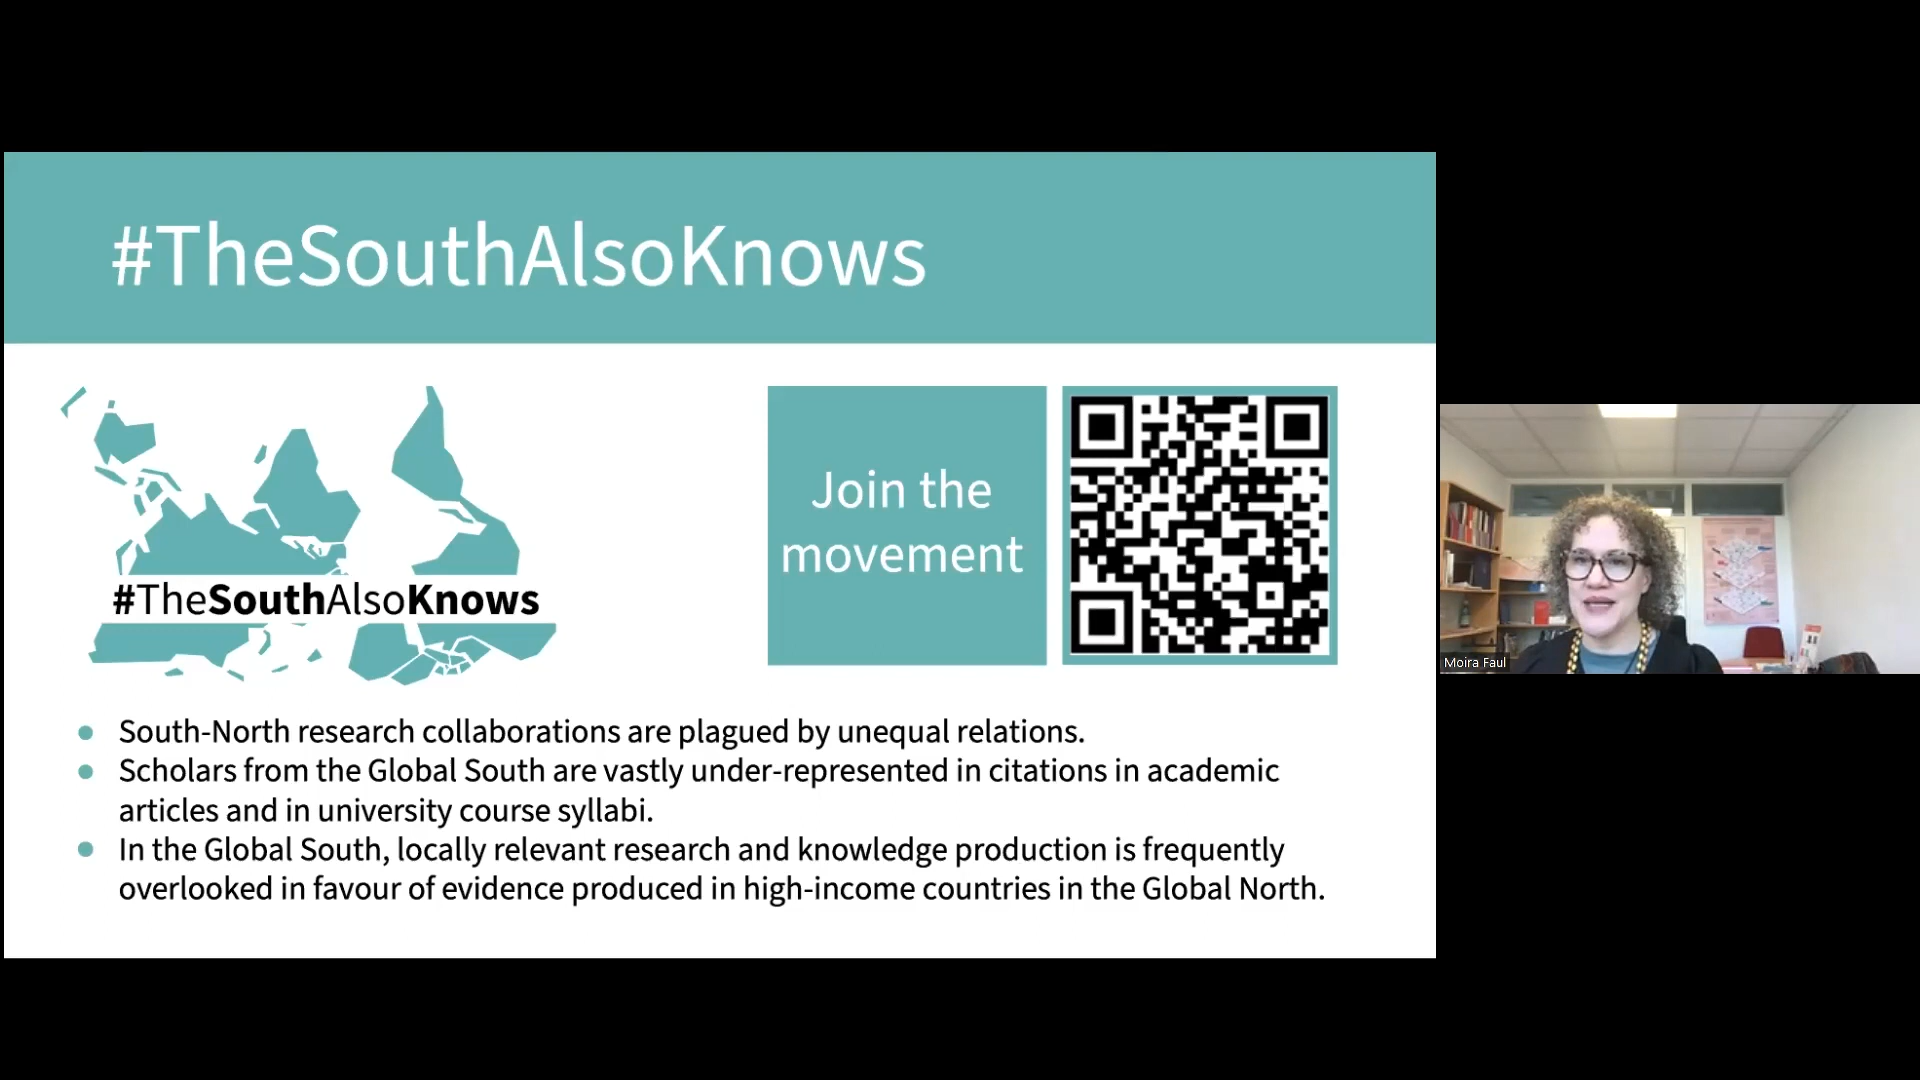 #TheSouthAlsoKnows
#TheSouthAlsoKnows
Join the
movement
Moira Faul
South-North research collaborations are plagued by unequal relations.
Scholars from the Global South are vastly under-represented in citations in academic
articles and in university course syllabi.
In the Global South, locally relevant research and knowledge production is frequently
overlooked in favour of evidence produced in high-income countries in the Global North.